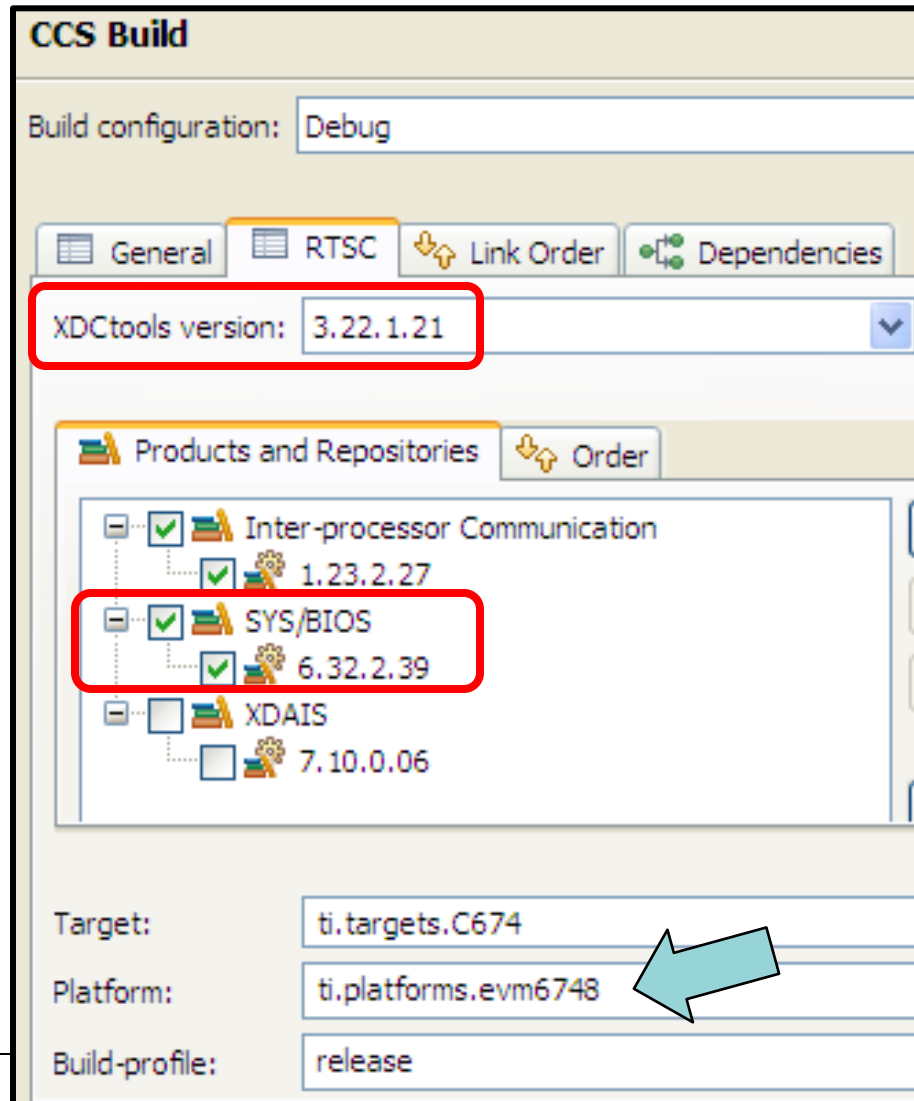 CCS Build
Build configuration: Debug
General RTSC Link Order Dependencies
XDCtools version: 3.22.1.21
Products and Repositories Order
Inter-processor Communication
1.23.2.27
SYS/BIOS
6.32.2.39
XDAIS
7.10.0.06
Target: ti.targets.C674
Platform: ti.platforms.evm6748
Build-profile: release